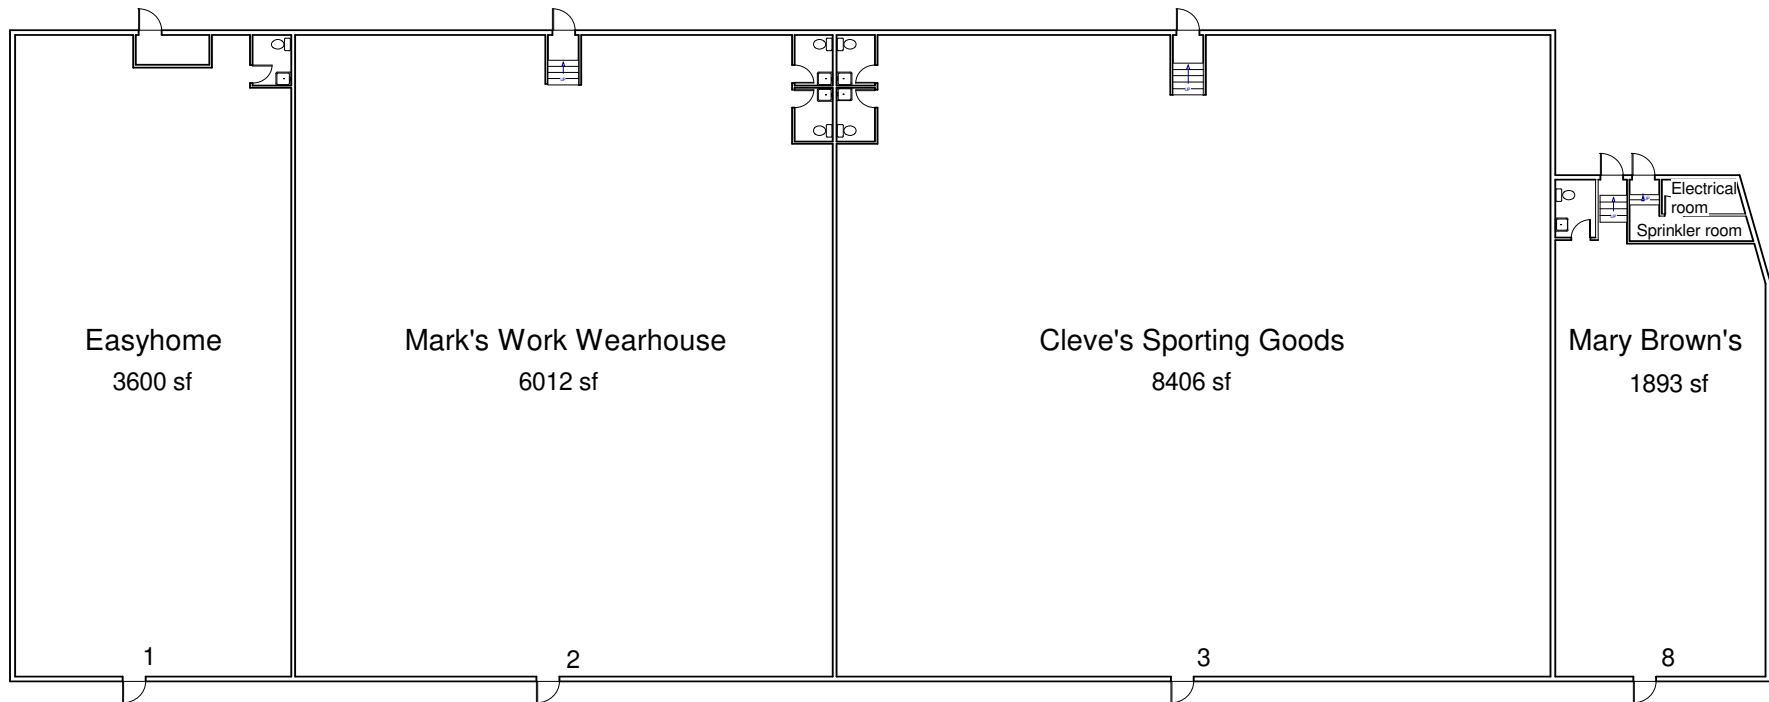 Electrical
room
Sprinkler room
Easyhome
3600 sf
Mark's Work Wearhouse
6012 sf
Cleve's Sporting Goods
8406 sf
Mary Brown's
1893 sf
1
2
3
8